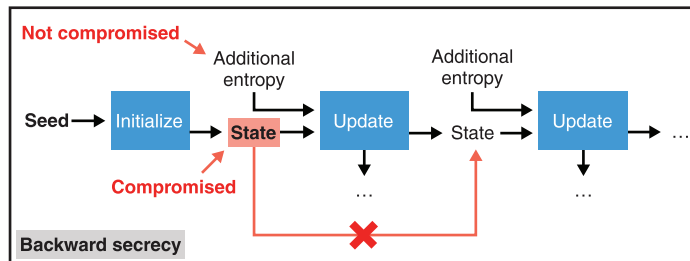 Not compromised
Additional
entropy
Additional
entropy
Seed
Initialize
State
Update
State
Update
...
Compromised
...
...
Backward secrecy